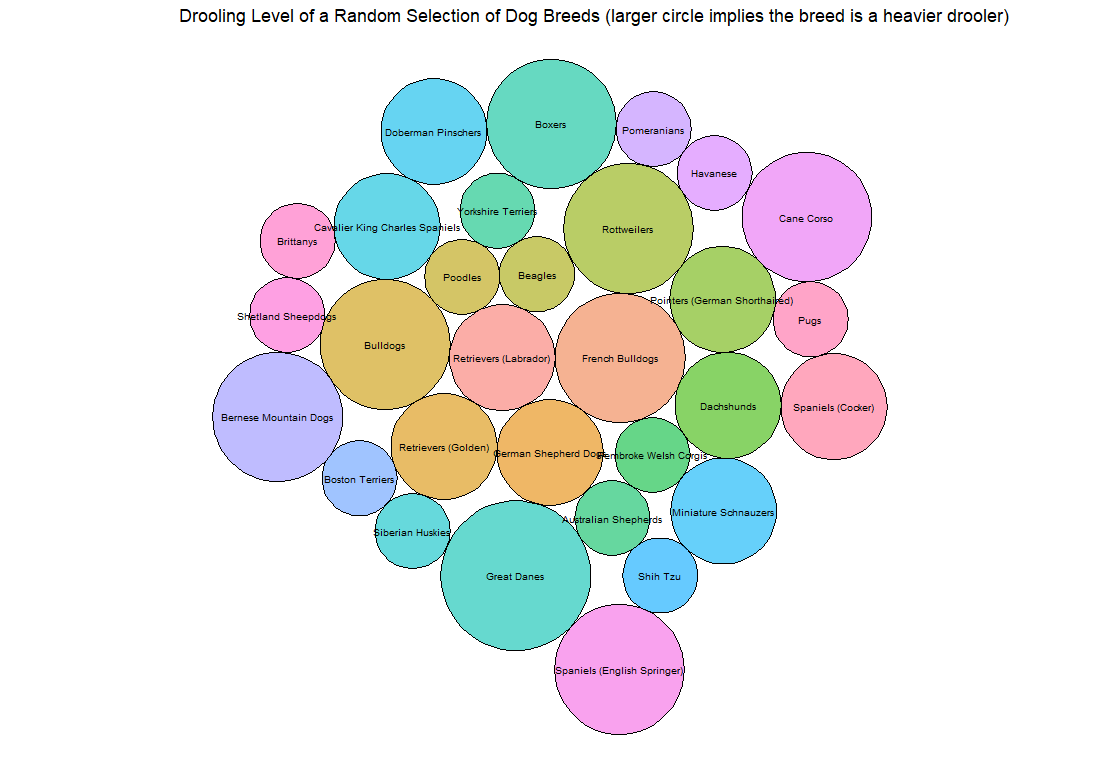 Drooling Level of a Random Selection of Dog Breeds (larger circle implies the breed is a heavier drooler)
Doberman Pinschers
Boxers
Pomeranians
Havanese
Cane Corso
Yorkshire Terriers
Cavalier King Charles Spaniels
Rottweilers
Brittanys
Poodles
Beagles
Pointers (German Shorthaired)
Shetland Sheepdogs
Pugs
Bulldogs
Retrievers (Labrador)
French Bulldogs
Dachshunds
Spaniels (Cocker)
Bernese Mountain Dogs
Retrievers (Golden)
German Shepherd Dogs
Pembroke Welsh Corgis
Boston Terriers
Miniature Schnauzers
Australian Shepherds
Siberian Huskies
Great Danes
Shih Tzu
Spaniels (English Springer)